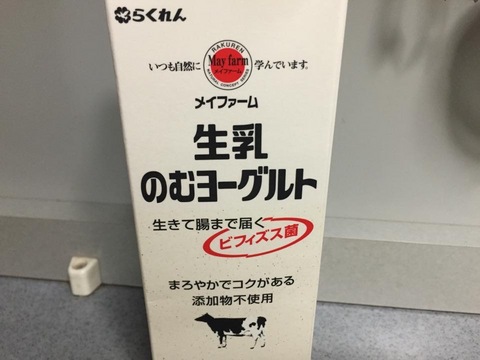 らくれん
RAKUREN
いつも自然に May farm 学んでいます。
メイファーム
メイファーム
生乳
のむヨーグルト
生きて腸まで届く
ビフィズス菌
まろやかでコクがある
添加物不使用